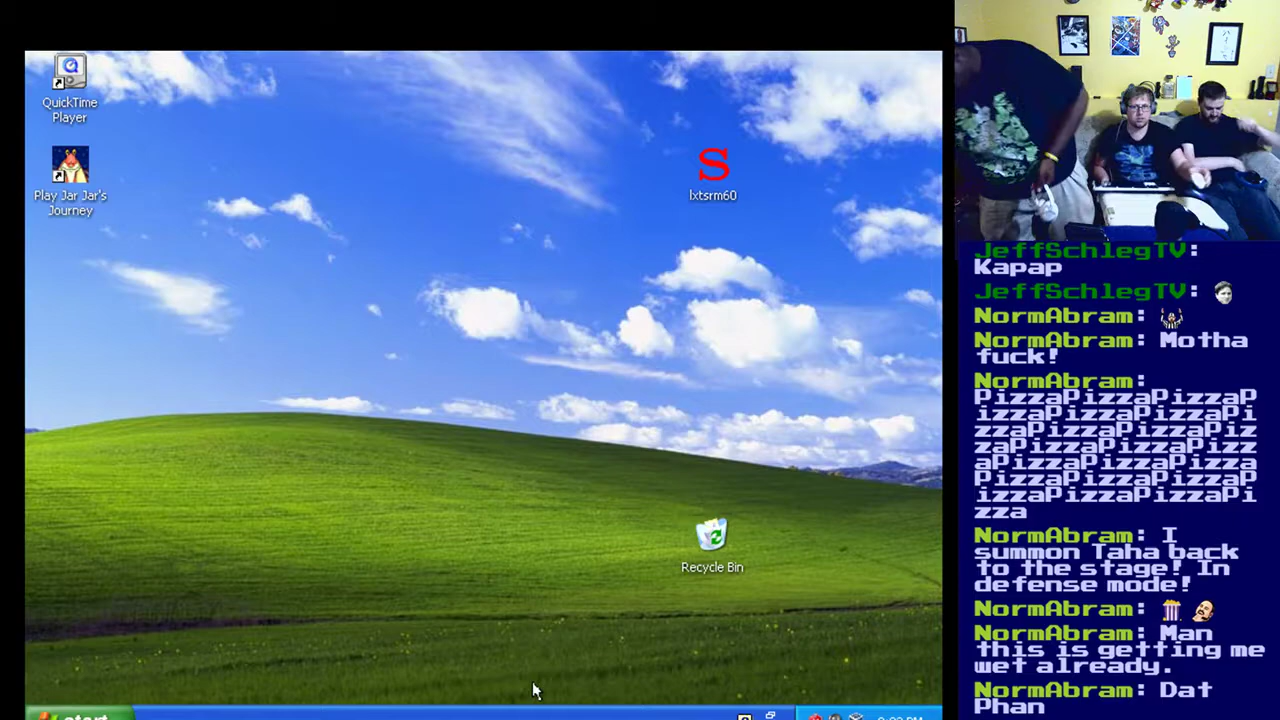 QuickTime
Player
Play Jar Jar's
Journey
S
lxtsrm60
Recycle Bin
start
JeffSchlegTV:
Kapap
JeffSchlegTV:
NormAbram:
NormAbram: Motha
fuck!
NormAbram:
PizzaPizzaPizzaP
izzaPizzaPizzaPi
zzaPizzaPizzaPiz
zaPizzaPizzaPizz
aPizzaPizzaPizza
PizzaPizzaPizzaP
izzaPizzaPizzaPi
zza
NormAbram: I
summon Taha back
to the stage! In
defense mode!
NormAbram:
NormAbram: Man
this is getting me
wet already.
NormAbram: Dat
Phan